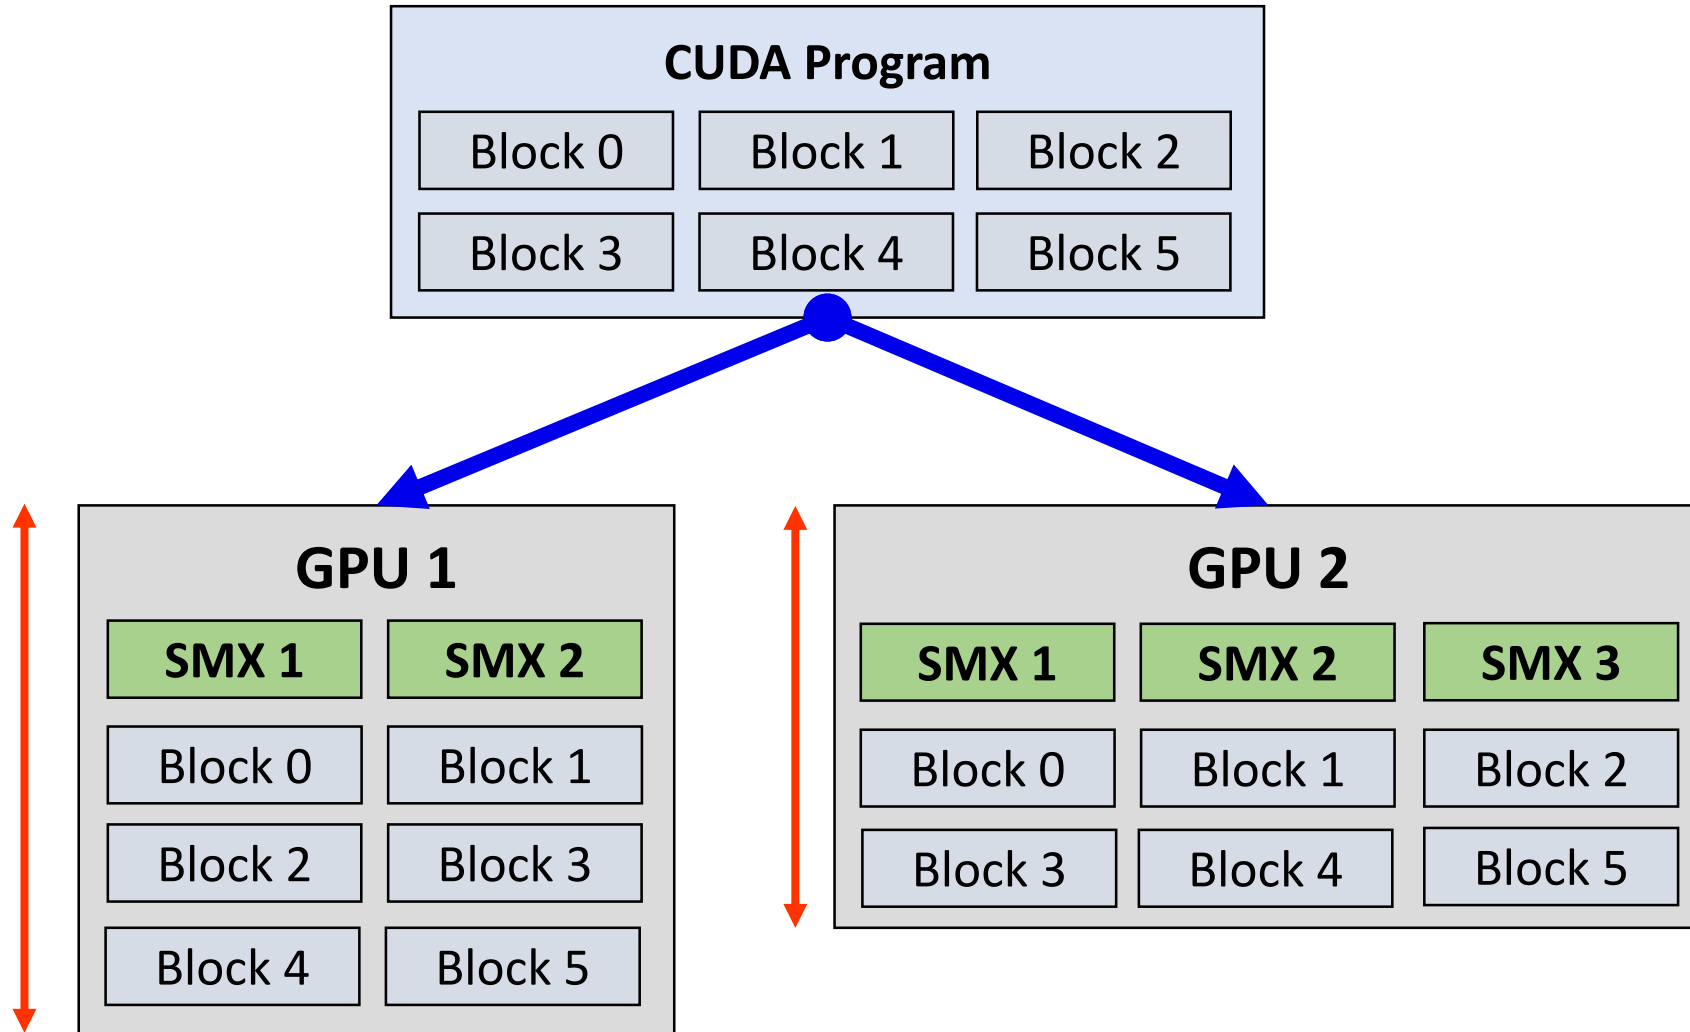 CUDA Program
Block 0 Block 1 Block 2
Block 3 Block 4 Block 5
GPU 1
SMX 1 SMX 2
Block 0 Block 1
Block 2 Block 3
Block 4 Block 5
GPU 2
SMX 1 SMX 2 SMX 3
Block 0 Block 1 Block 2
Block 3 Block 4 Block 5